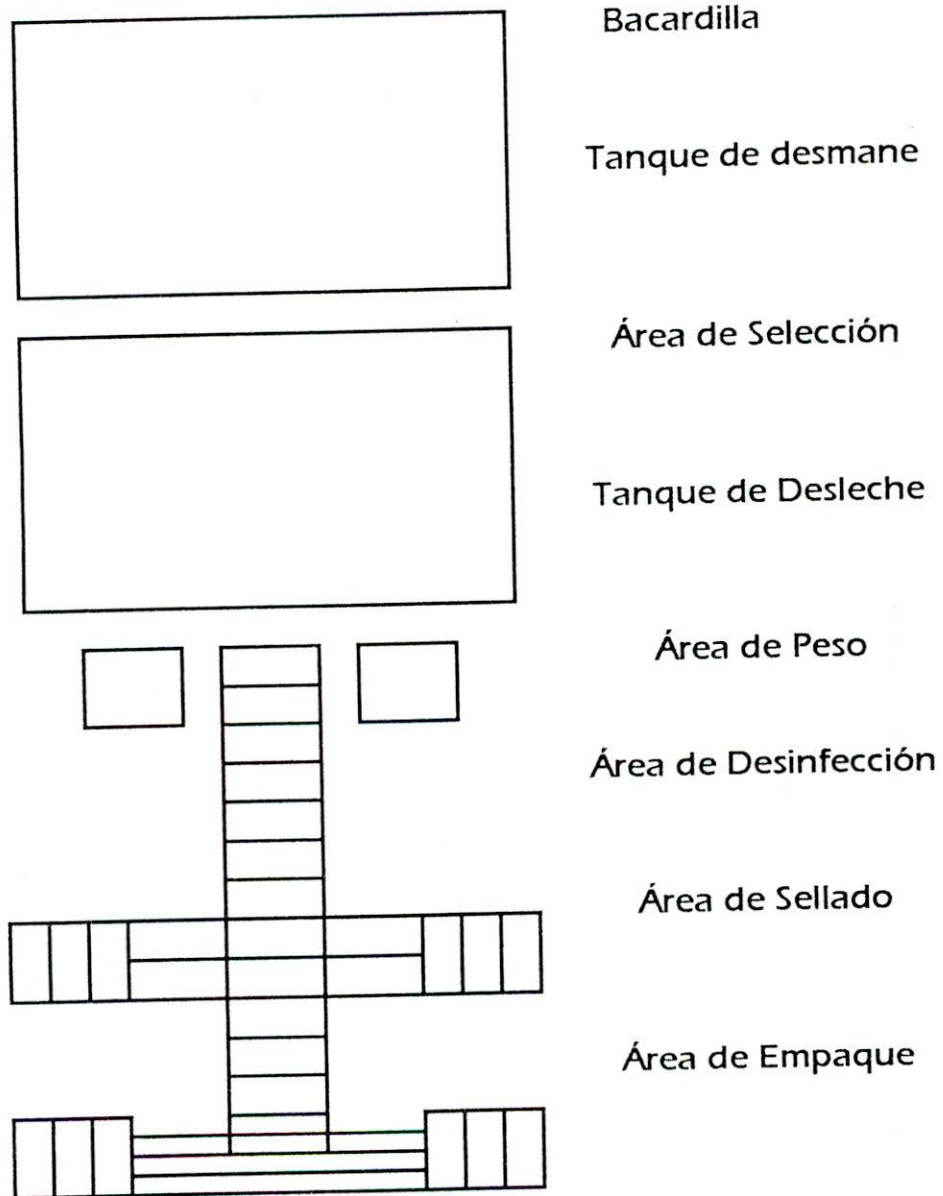 Bacardilla
Tanque de desmane
Área de Selección
Tanque de Desleche
Área de Peso
Área de Desinfección
Área de Sellado
Área de Empaque